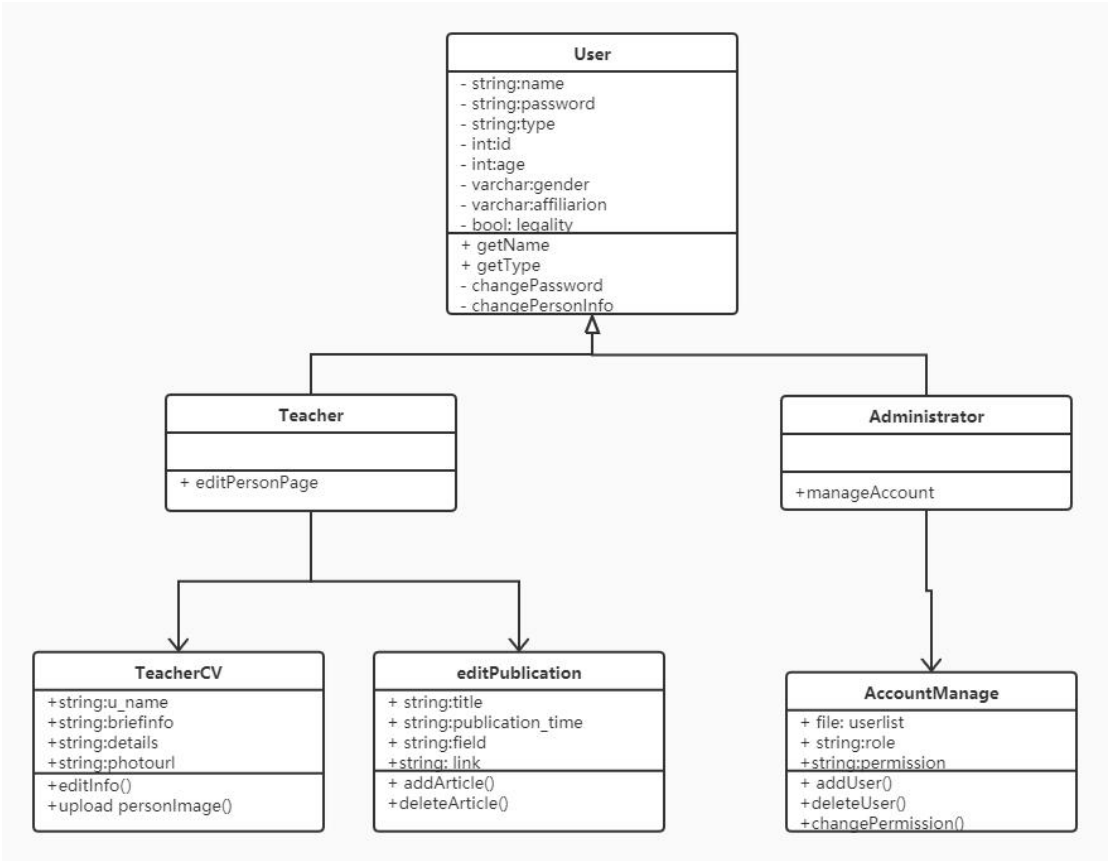 User
- string:name
- string:password
- string:type
- int:id
- int:age
- varchar:gender
- varchar:affiliarion
- bool: legality
+ getName
+ getType
- changePassword
- changePersonInfo
Teacher
+ editPersonPage
Administrator
+manageAccount
TeacherCV
+string:u_name
+string:briefinfo
+string:details
+string:photourl
+editInfo()
+upload personImage()
editPublication
+ string:title
+ string:publication_time
+ string:field
+string: link
+ addArticle()
+deleteArticle()
AccountManage
+ file: userlist
+ string:role
+string:permission
+ addUser()
+deleteUser()
+changePermission()